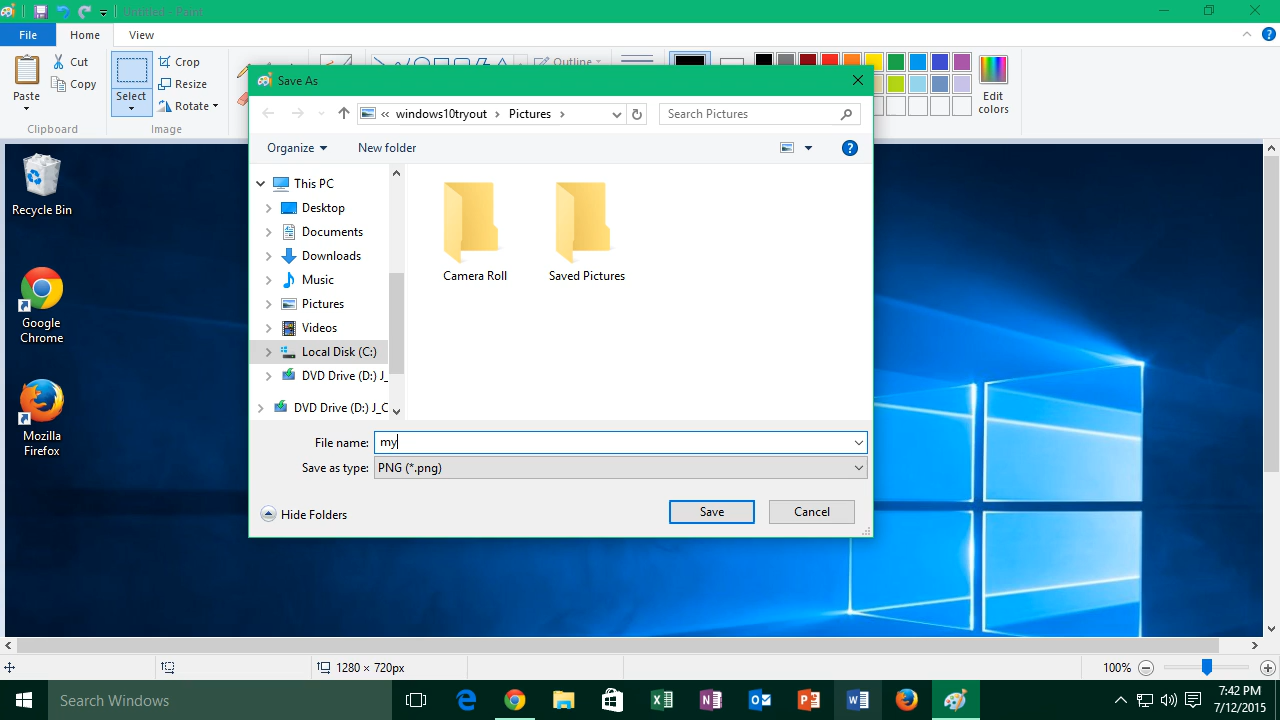 Untitled - Paint
File
Home
View
Paste
Cut
Copy
Clipboard
Select
Crop
Resize
Rotate
Image
Outline
Edit
colors
Save As
windows10tryout
Pictures
Search Pictures
Organize
New folder
This PC
Desktop
Documents
Downloads
Music
Pictures
Videos
Local Disk (C:)
DVD Drive (D:) J_
DVD Drive (D:) J_C
Camera Roll
Saved Pictures
File name:
my
Save as type:
PNG (*.png)
Hide Folders
Save
Cancel
Recycle Bin
Google
Chrome
Mozilla
Firefox
1280 × 720px
100%
Search Windows
7:42 PM
7/12/2015